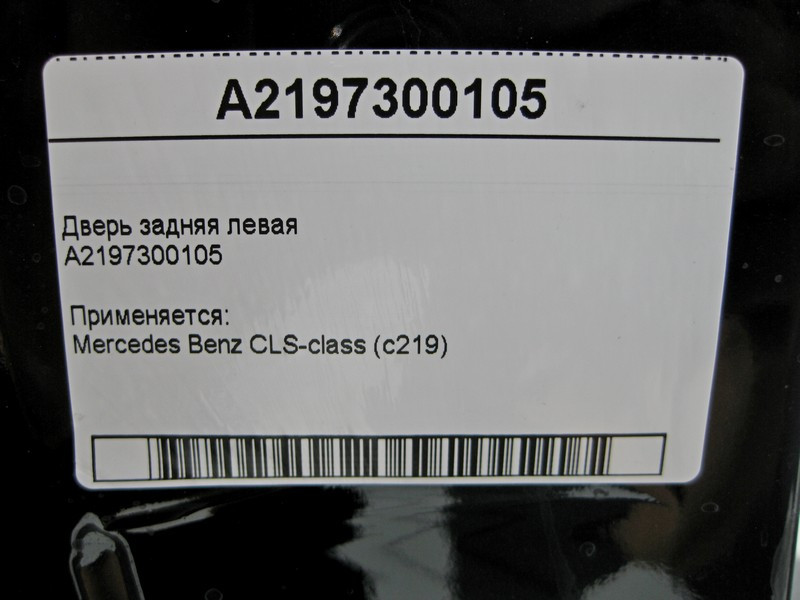 A2197300105
Дверь задняя левая
A2197300105
Применяется:
Mercedes Benz CLS-class (c219)